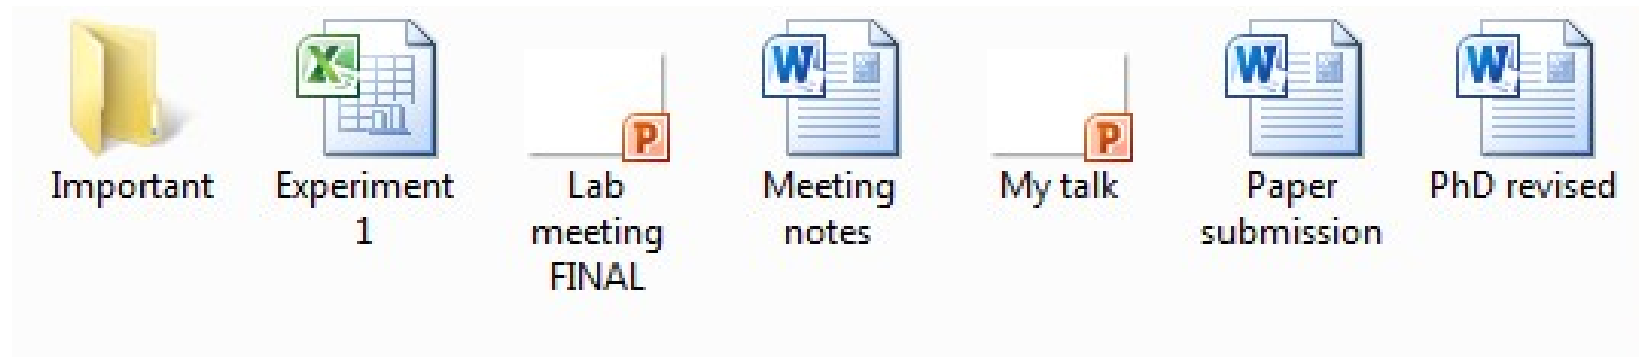 Important
Experiment
1
Lab
meeting
FINAL
Meeting
notes
My talk
Paper
submission
PhD revised